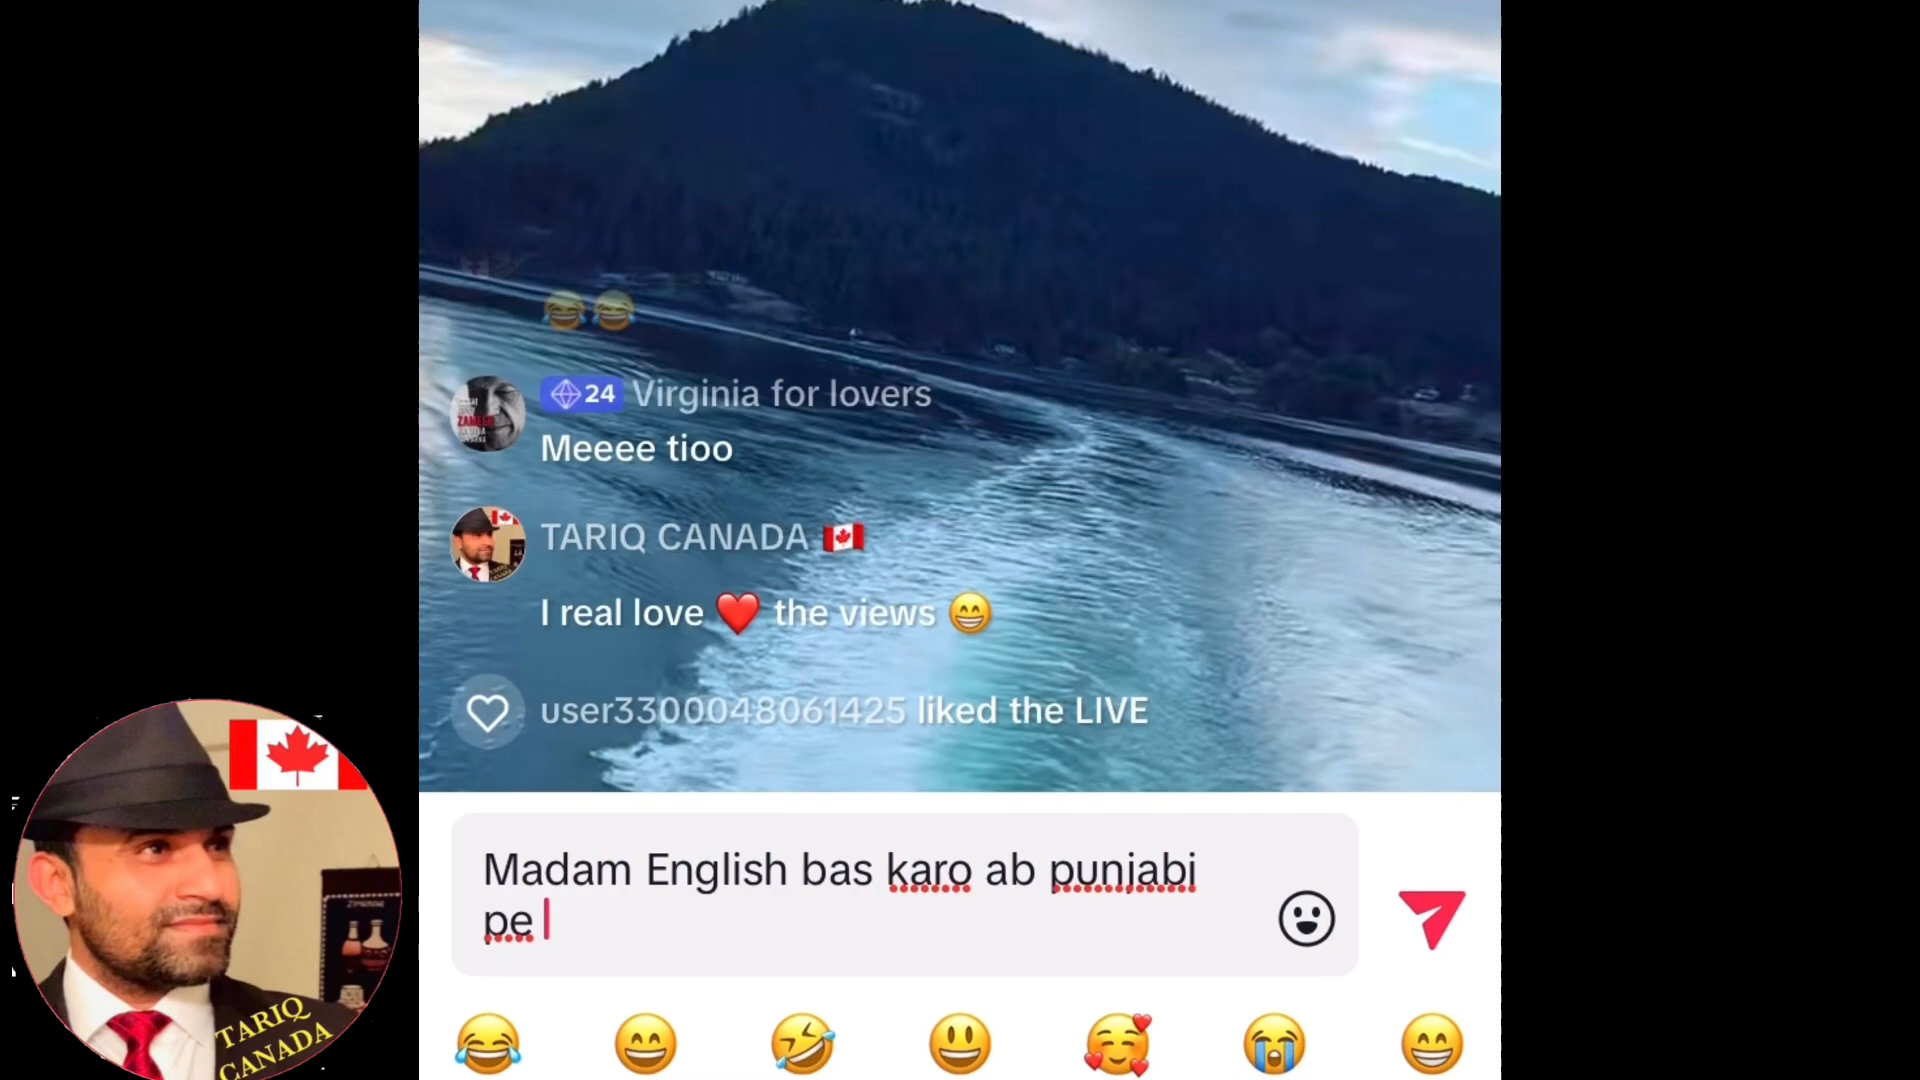 24 Virginia for lovers
Meeee tioo
TARIQ CANADA 🇨🇦
I real love ❤️ the views 😁
user3300048061425 liked the LIVE
Madam English bas karo ab punjabi
pe
TARIQ
CANADA